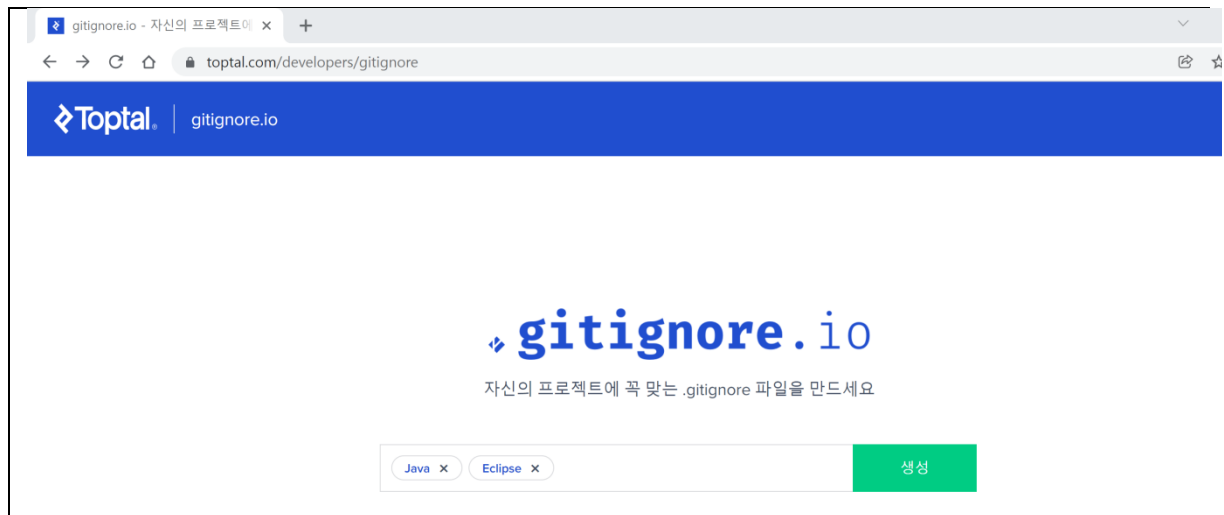 gitignore.io - 자신의 프로젝트에
toptal.com/developers/gitignore
Toptal® gitignore.io
.gitignore.io
자신의 프로젝트에 꼭 맞는 .gitignore 파일을 만드세요
Java Eclipse 생성